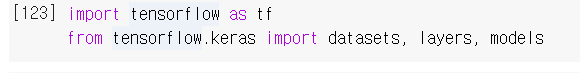 [123] import tensorflow as tf
from tensorflow.keras import datasets, layers, models